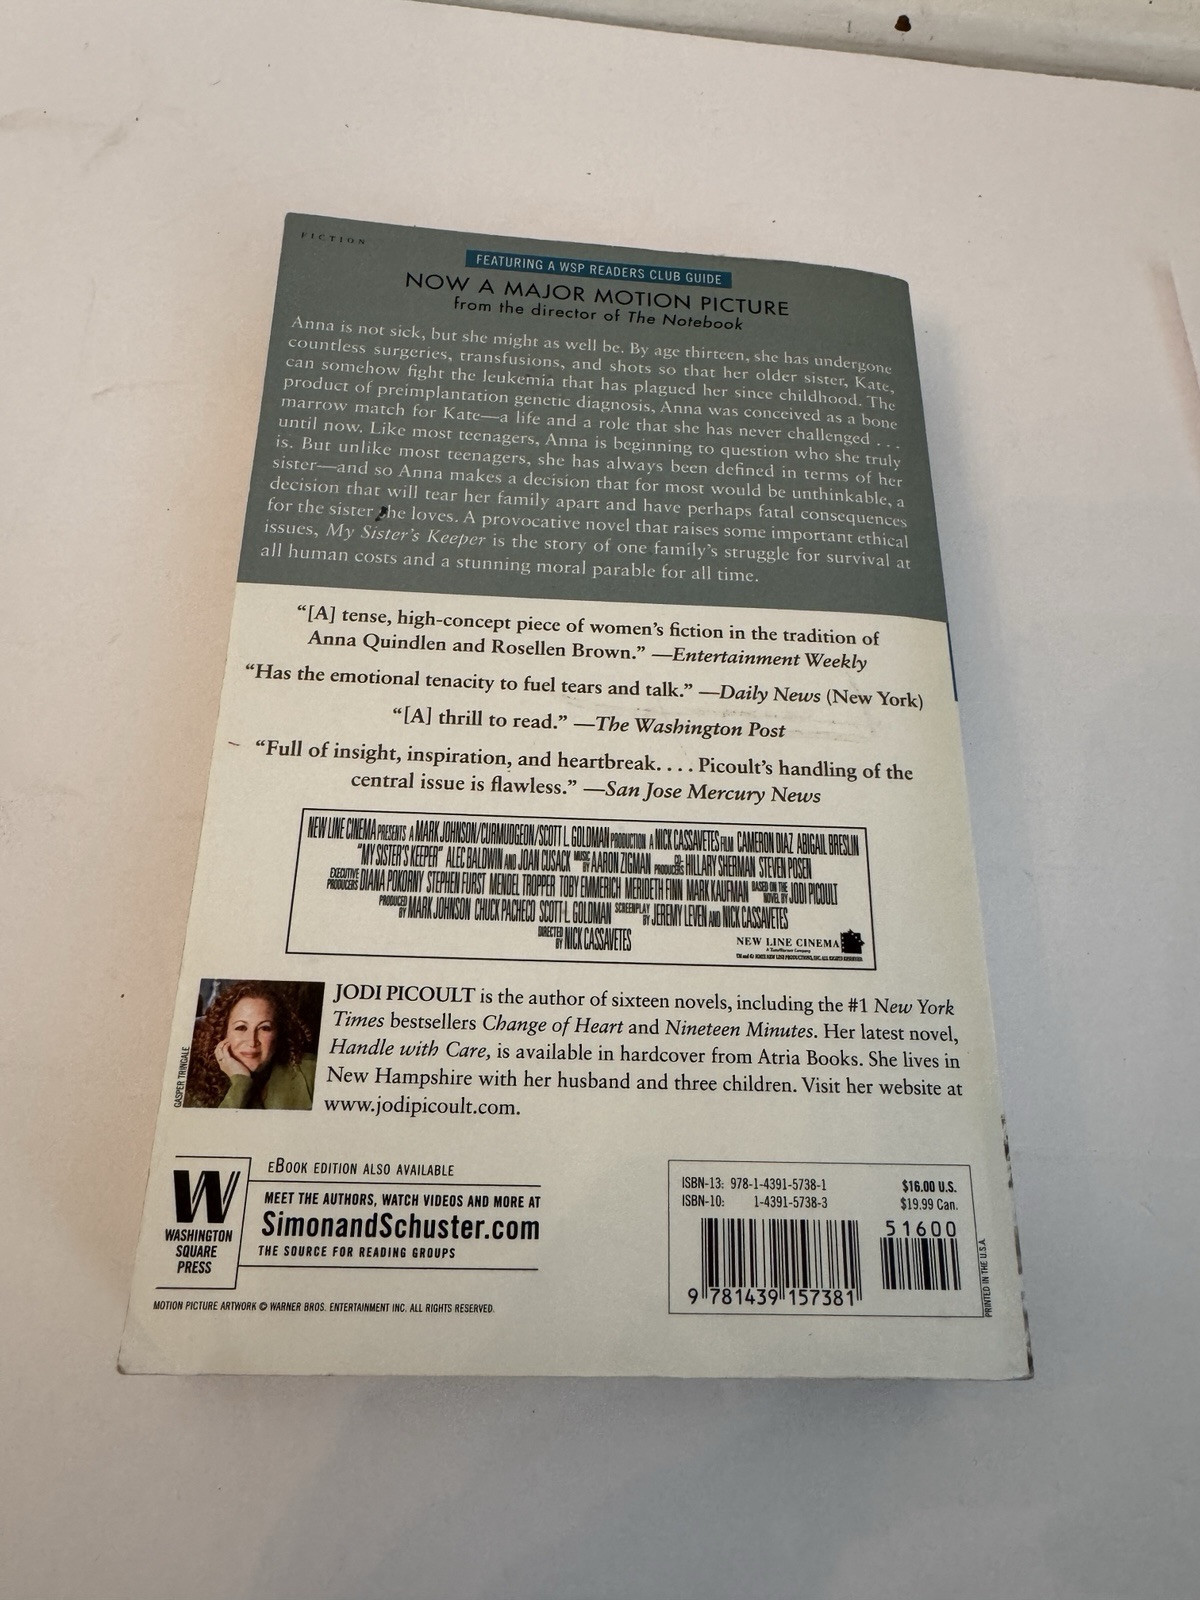 FICTION
FEATURING A WSP READERS CLUB GUIDE
NOW A MAJOR MOTION PICTURE
from the director of The Notebook
Anna is not sick, but she might as well be. By age thirteen, she has undergone
countless surgeries, transfusions, and shots so that her older sister, Kate,
can somehow fight the leukemia that has plagued her since childhood. The
product of preimplantation genetic diagnosis, Anna was conceived as a bone
marrow match for Kate—a life and a role that she has never challenged . . .
until now. Like most teenagers, Anna is beginning to question who she truly
is. But unlike most teenagers, she has always been defined in terms of her
sister—and so Anna makes a decision that for most would be unthinkable, a
decision that will tear her family apart and have perhaps fatal consequences
for the sister she loves. A provocative novel that raises some important ethical
issues, My Sister's Keeper is the story of one family's struggle for survival at
all human costs and a stunning moral parable for all time.
“[A] tense, high-concept piece of women's fiction in the tradition of
Anna Quindlen and Rosellen Brown.” —Entertainment Weekly
“Has the emotional tenacity to fuel tears and talk.” —Daily News (New York)
“[A] thrill to read.” —The Washington Post
“Full of insight, inspiration, and heartbreak. . . . Picoult's handling of the
central issue is flawless.” —San Jose Mercury News
NEW LINE CINEMA PRESENTS A MARK JOHNSON/CURMUDGEON/SCOTT L. GOLDMAN PRODUCTION A NICK CASSAVETES FILM CAMERON DIAZ ABIGAIL BRESLIN
"MY SISTER'S KEEPER" ALEC BALDWIN AND JOAN CUSACK MUSIC BY AARON ZIGMAN CO-PRODUCERS HILLARY SHERMAN STEVEN POSEN
EXECUTIVE PRODUCERS DIANA POKORNY STEPHEN FURST MENDEL TROPPER TOBY EMMERICH MERIDETH FINN MARK KAUFMAN BASED ON THE NOVEL BY JODI PICOULT
PRODUCED BY MARK JOHNSON CHUCK PACHECO SCOTT L. GOLDMAN SCREENPLAY BY JEREMY LEVEN AND NICK CASSAVETES
DIRECTED BY NICK CASSAVETES
NEW LINE CINEMA
A TimeWarner Company
JODI PICOULT is the author of sixteen novels, including the #1 New York
Times bestsellers Change of Heart and Nineteen Minutes. Her latest novel,
Handle with Care, is available in hardcover from Atria Books. She lives in
New Hampshire with her husband and three children. Visit her website at
www.jodipicoult.com.
GASPER TRINGALE
W
WASHINGTON
SQUARE
PRESS
EBOOK EDITION ALSO AVAILABLE
MEET THE AUTHORS, WATCH VIDEOS AND MORE AT
SimonandSchuster.com
THE SOURCE FOR READING GROUPS
MOTION PICTURE ARTWORK © WARNER BROS. ENTERTAINMENT INC. ALL RIGHTS RESERVED.
ISBN-13: 978-1-4391-5738-1
ISBN-10: 1-4391-5738-3
$16.00 U.S.
$19.99 Can.
51600
9 781439 157381
PRINTED IN THE U.S.A.